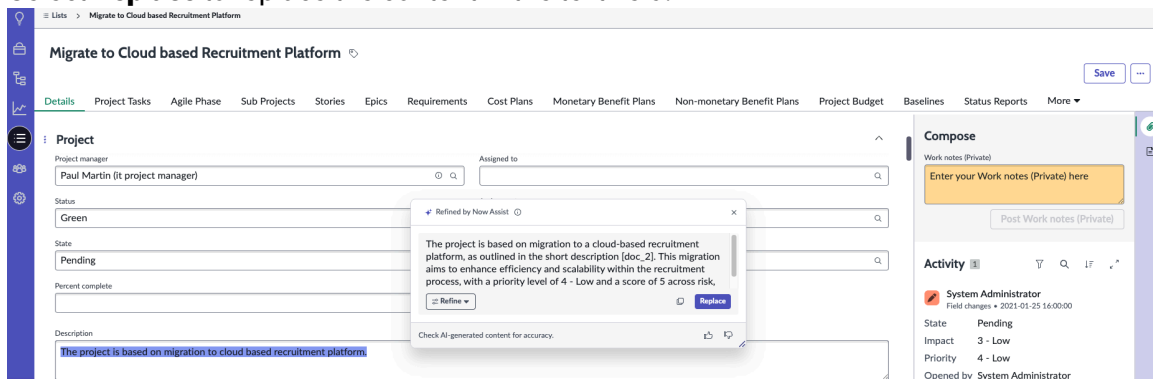 Lists > Migrate to Cloud based Recruitment Platform
Migrate to Cloud based Recruitment Platform
Save
Details Project Tasks Agile Phase Sub Projects Stories Epics Requirements Cost Plans Monetary Benefit Plans Non-monetary Benefit Plans Project Budget Baselines Status Reports More
Project
Project manager
Paul Martin (it project manager)
Assigned to
Status
Green
State
Pending
Percent complete
Description
The project is based on migration to cloud based recruitment platform.
Refined by Now Assist
The project is based on migration to a cloud-based recruitment
platform, as outlined in the short description [doc_2]. This migration
aims to enhance efficiency and scalability within the recruitment
process, with a priority level of 4 - Low and a score of 5 across risk,
Refine
Replace
Check AI-generated content for accuracy.
Compose
Work notes (Private)
Enter your Work notes (Private) here
Post Work notes (Private)
Activity 1
System Administrator
Field changes • 2021-01-25 16:00:00
State Pending
Impact 3 - Low
Priority 4 - Low
Opened by System Administrator